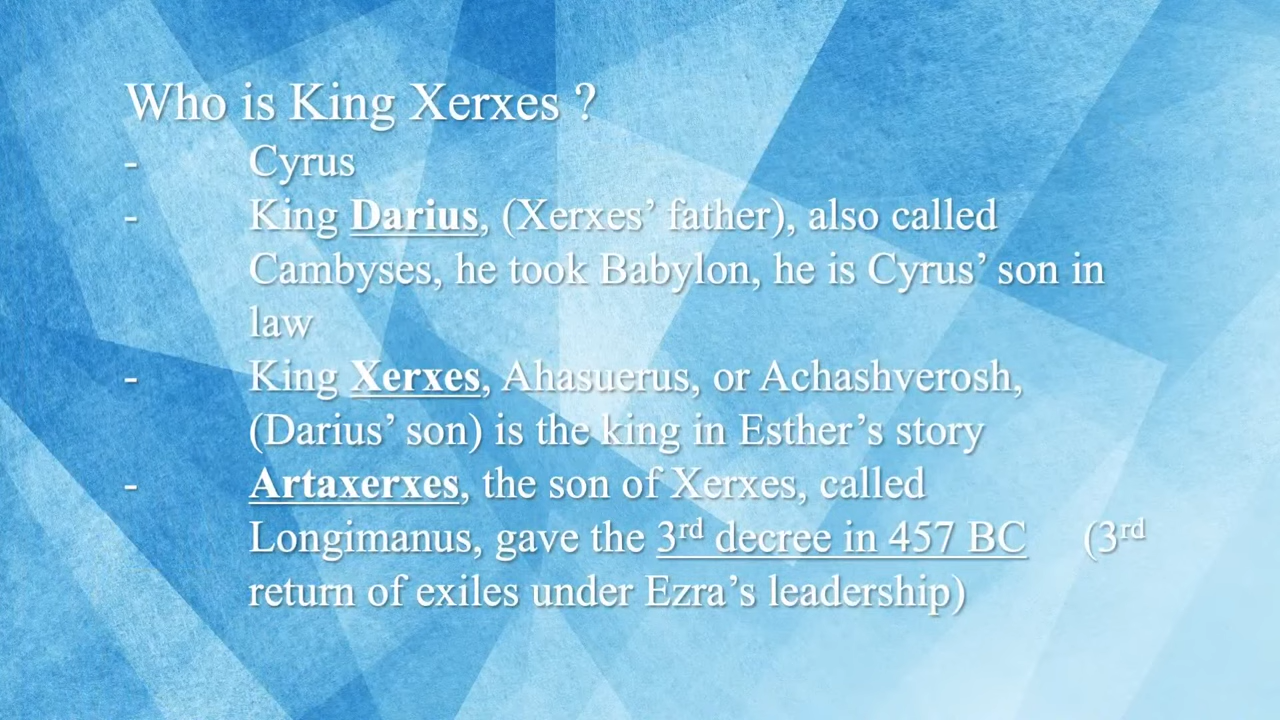 Who is King Xerxes ?
- Cyrus
- King Darius, (Xerxes’ father), also called
Cambyses, he took Babylon, he is Cyrus’ son in
law
- King Xerxes, Ahasuerus, or Achashverosh,
(Darius’ son) is the king in Esther’s story
- Artaxerxes, the son of Xerxes, called
Longimanus, gave the 3rd decree in 457 BC (3rd
return of exiles under Ezra’s leadership)